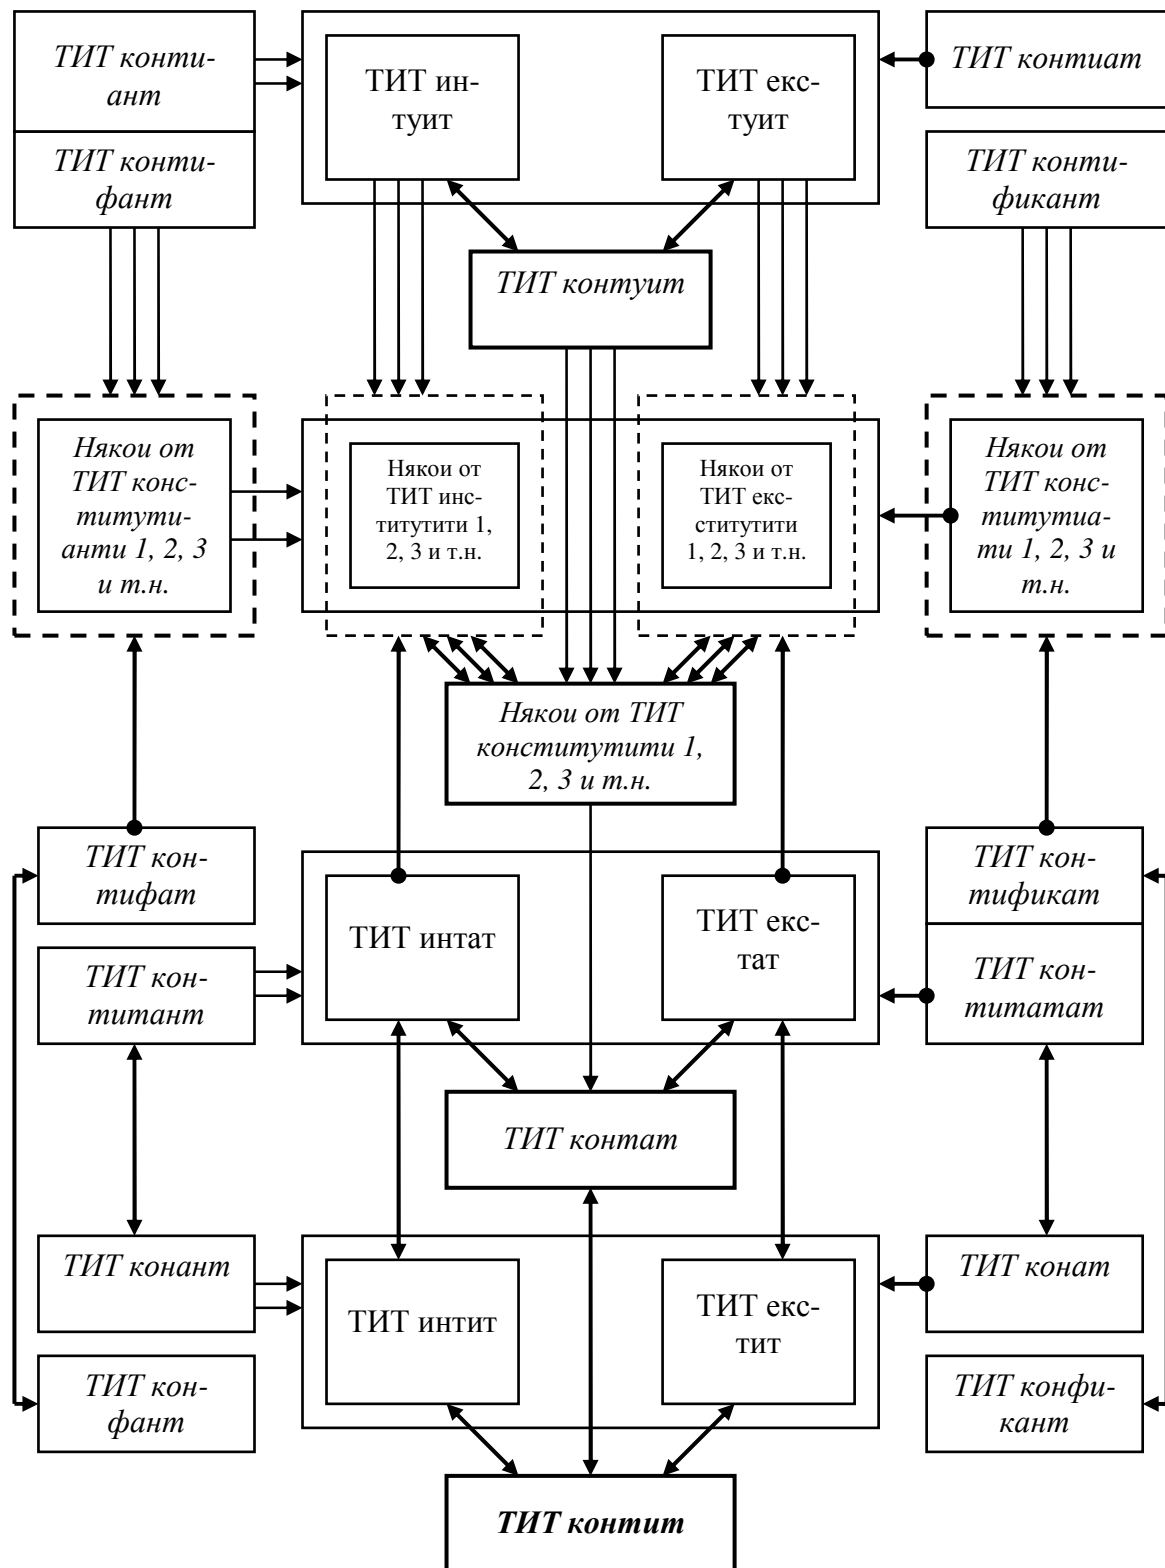 ТИТ конти-
ант
ТИТ ин-
туит
ТИТ екс-
туит
ТИТ контиат
ТИТ конти-
фант
ТИТ конти-
фикант
ТИТ контуит
Някои от
ТИТ конс-
титути-
анти 1, 2, 3
и т.н.
Някои от
ТИТ инс-
титутити 1,
2, 3 и т.н.
Някои от
ТИТ екс-
ститутити
1, 2, 3 и т.н.
Някои от
ТИТ конс-
титутиа-
ти 1, 2, 3 и
т.н.
Някои от ТИТ
конститутити 1,
2, 3 и т.н.
ТИТ кон-
тифат
ТИТ интат
ТИТ екс-
тат
ТИТ кон-
тификат
ТИТ кон-
титант
ТИТ кон-
титатат
ТИТ контат
ТИТ конант
ТИТ интит
ТИТ екс-
тит
ТИТ конат
ТИТ кон-
фант
ТИТ конфи-
кант
ТИТ контит